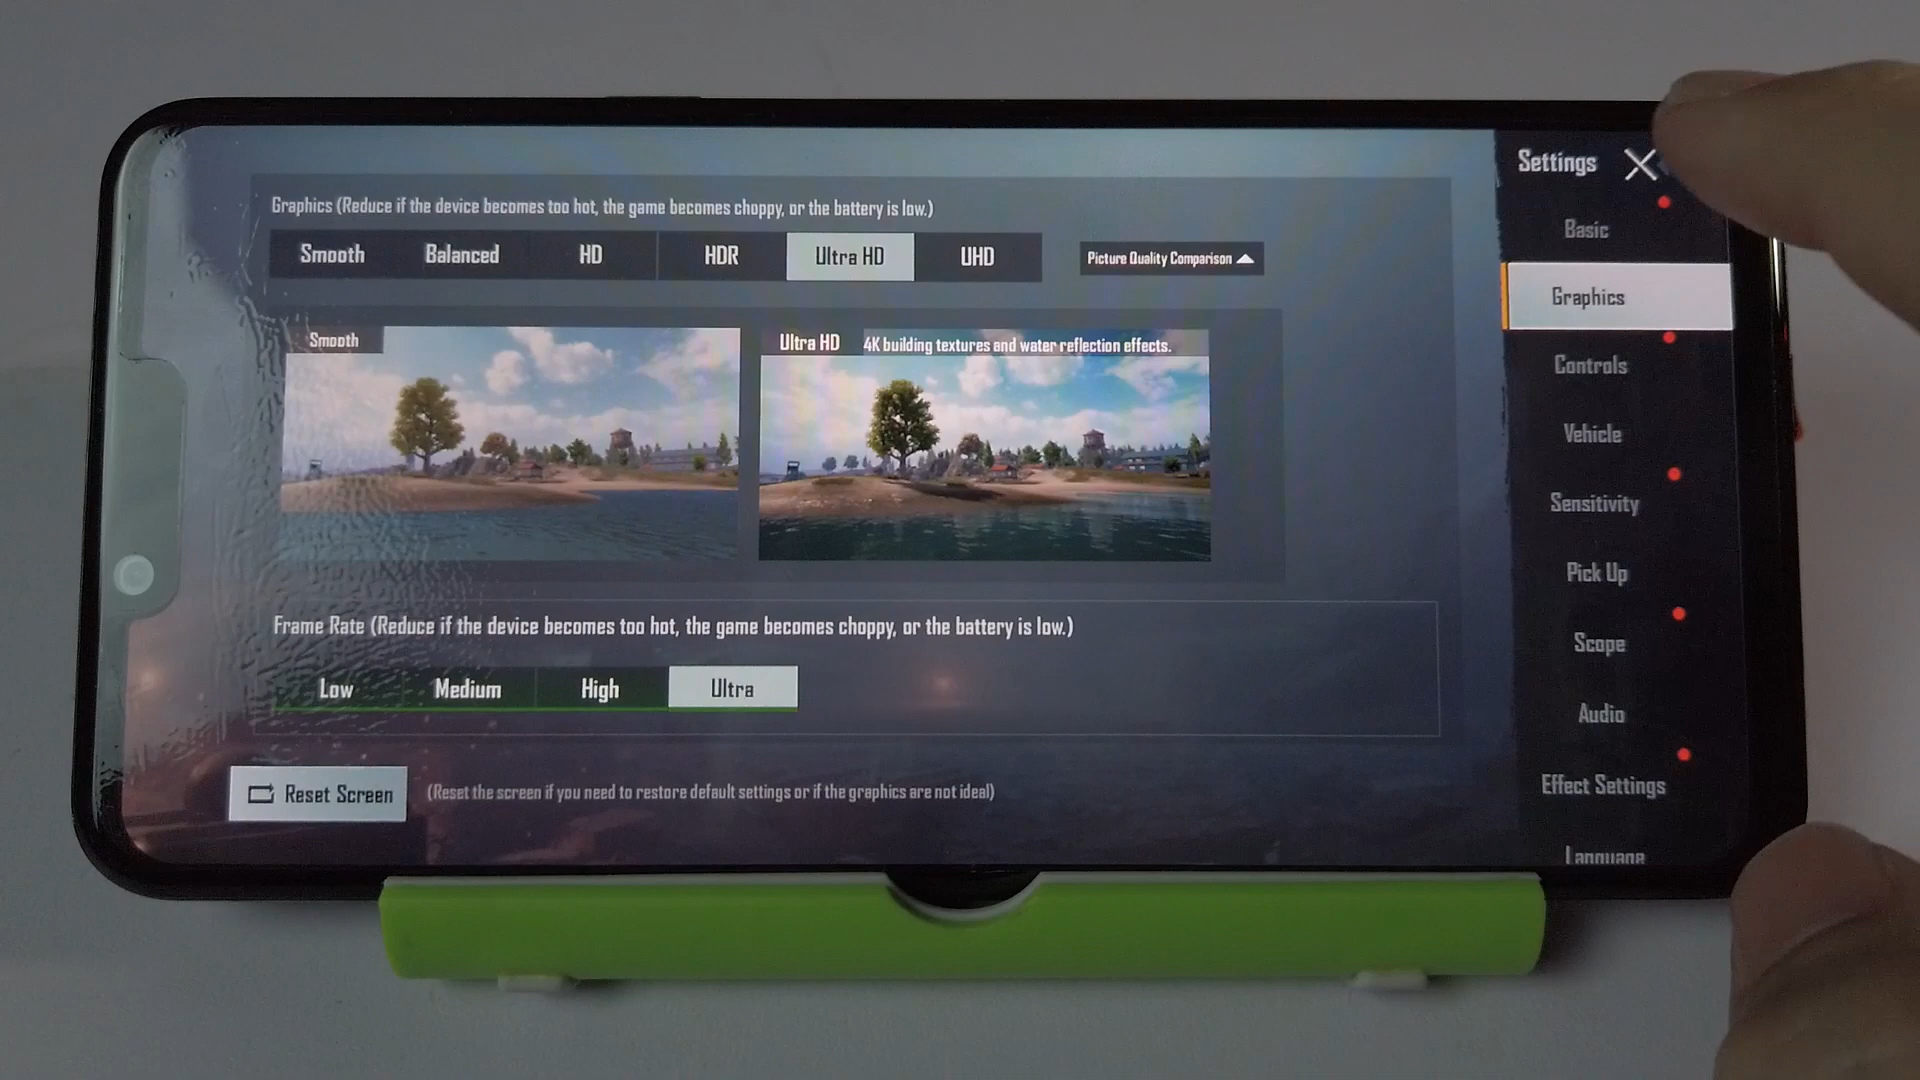 Settings
Graphics (Reduce if the device becomes too hot, the game becomes choppy, or the battery is low.)
Smooth Balanced HD HDR Ultra HD UHD
Picture Quality Comparison
Smooth
Ultra HD 4K building textures and water reflection effects.
Frame Rate (Reduce if the device becomes too hot, the game becomes choppy, or the battery is low.)
Low Medium High Ultra
Reset Screen (Reset the screen if you need to restore default settings or if the graphics are not ideal)
Basic
Graphics
Controls
Vehicle
Sensitivity
Pick Up
Scope
Audio
Effect Settings
Language